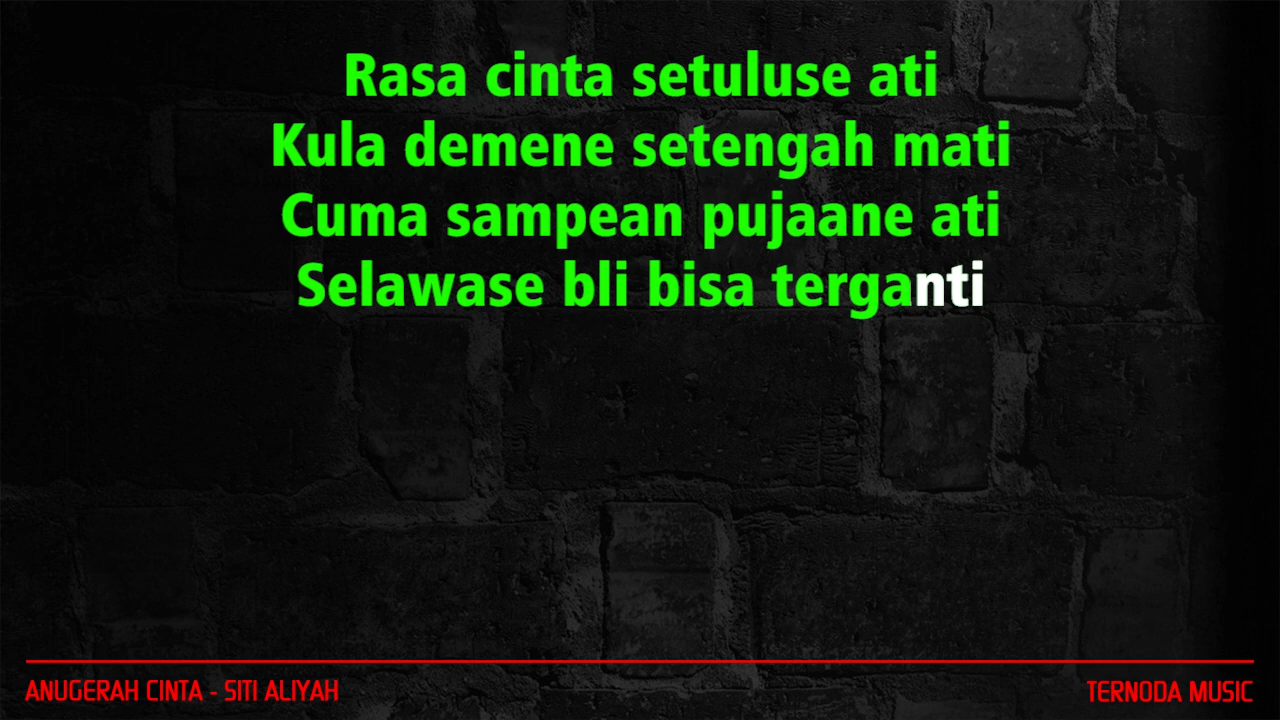 Rasa cinta setuluse ati
Kula demene setengah mati
Cuma sampean pujaane ati
Selawase bli bisa terganti
ANUGERAH CINTA - SITI ALIYAH
TERNODA MUSIC